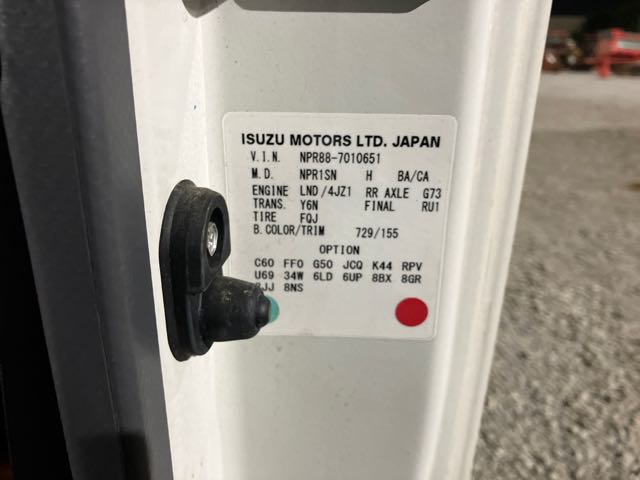 ISUZU MOTORS LTD. JAPAN
V.I.N. NPR88-7010651
M.D. NPR1SN H BA/CA
ENGINE LND/4JZ1 RR AXLE G73
TRANS. Y6N FINAL RU1
TIRE FQJ
B.COLOR/TRIM 729/155
OPTION
C60 FF0 G50 JCQ K44 RPV
U69 34W 6LD 6UP 8BX 8GR
8NS